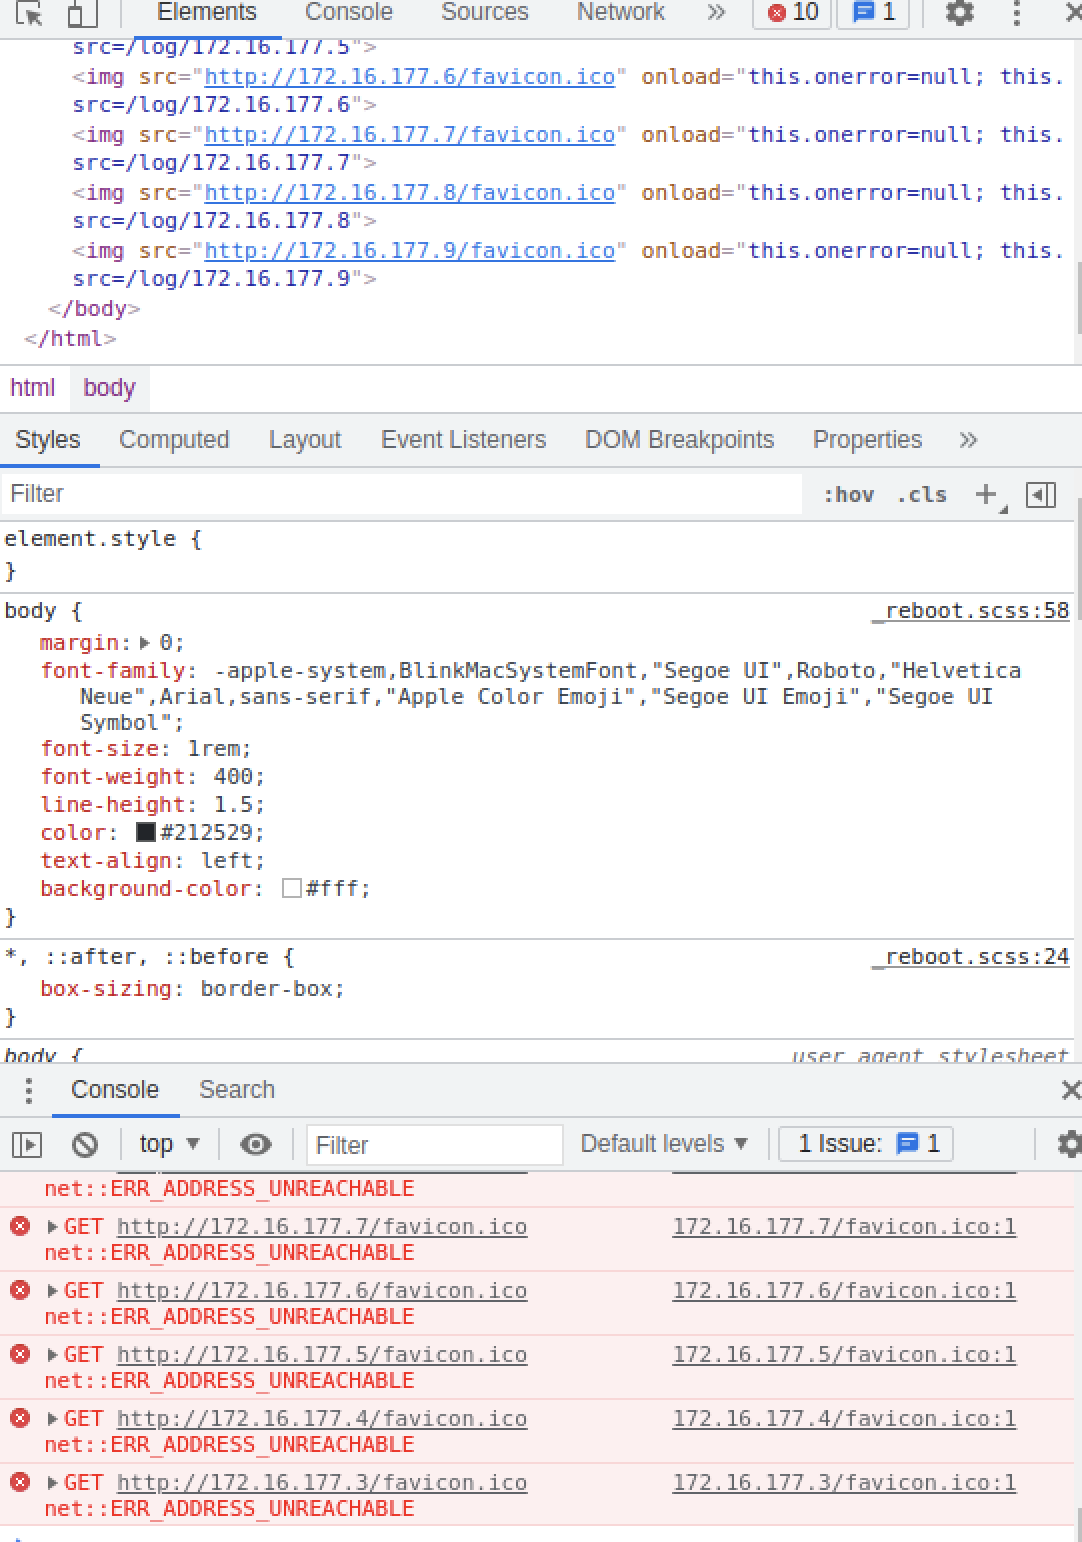 Elements Console Sources Network » 10 1
src=/log/172.16.177.5">
<img src="http://172.16.177.6/favicon.ico" onload="this.onerror=null; this.
src=/log/172.16.177.6">
<img src="http://172.16.177.7/favicon.ico" onload="this.onerror=null; this.
src=/log/172.16.177.7">
<img src="http://172.16.177.8/favicon.ico" onload="this.onerror=null; this.
src=/log/172.16.177.8">
<img src="http://172.16.177.9/favicon.ico" onload="this.onerror=null; this.
src=/log/172.16.177.9">
</body>
</html>
html body
Styles Computed Layout Event Listeners DOM Breakpoints Properties »
Filter :hov .cls +
element.style {
}
body { _reboot.scss:58
margin: 0;
font-family: -apple-system,BlinkMacSystemFont,"Segoe UI",Roboto,"Helvetica
Neue",Arial,sans-serif,"Apple Color Emoji","Segoe UI Emoji","Segoe UI
Symbol";
font-size: 1rem;
font-weight: 400;
line-height: 1.5;
color: #212529;
text-align: left;
background-color: #fff;
}
*, ::after, ::before { _reboot.scss:24
box-sizing: border-box;
}
body { user agent stylesheet
Console Search
top Filter Default levels 1 Issue: 1
net::ERR_ADDRESS_UNREACHABLE
GET http://172.16.177.7/favicon.ico 172.16.177.7/favicon.ico:1
net::ERR_ADDRESS_UNREACHABLE
GET http://172.16.177.6/favicon.ico 172.16.177.6/favicon.ico:1
net::ERR_ADDRESS_UNREACHABLE
GET http://172.16.177.5/favicon.ico 172.16.177.5/favicon.ico:1
net::ERR_ADDRESS_UNREACHABLE
GET http://172.16.177.4/favicon.ico 172.16.177.4/favicon.ico:1
net::ERR_ADDRESS_UNREACHABLE
GET http://172.16.177.3/favicon.ico 172.16.177.3/favicon.ico:1
net::ERR_ADDRESS_UNREACHABLE